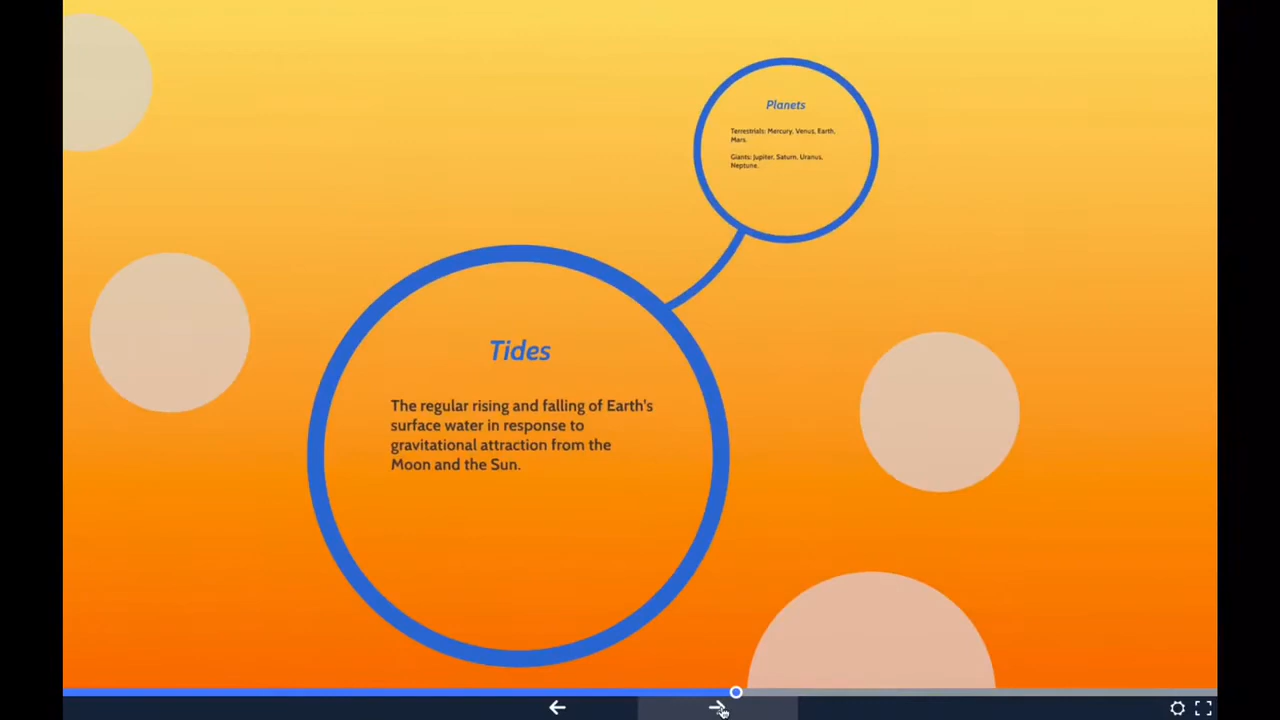 Planets
Terrestrials: Mercury, Venus, Earth,
Mars.
Giants: Jupiter, Saturn, Uranus,
Neptune.
Tides
The regular rising and falling of Earth's
surface water in response to
gravitational attraction from the
Moon and the Sun.